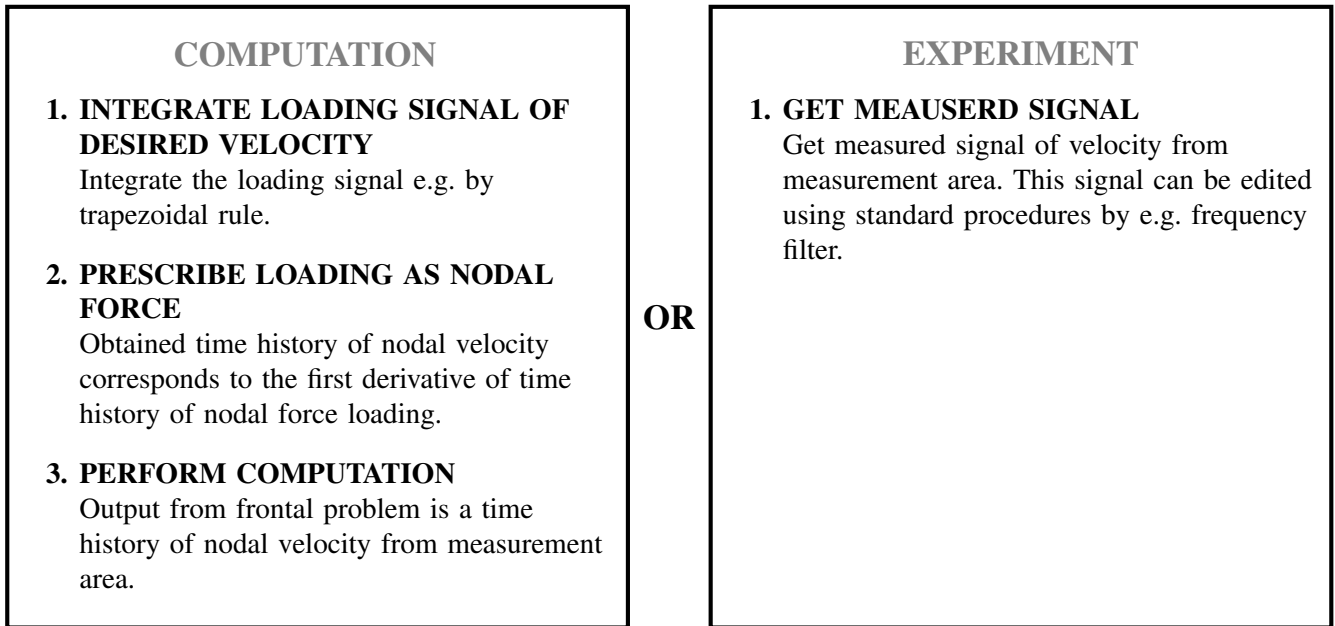 COMPUTATION
1. INTEGRATE LOADING SIGNAL OF
DESIRED VELOCITY
Integrate the loading signal e.g. by
trapezoidal rule.
2. PRESCRIBE LOADING AS NODAL
FORCE
Obtained time history of nodal velocity
corresponds to the first derivative of time
history of nodal force loading.
3. PERFORM COMPUTATION
Output from frontal problem is a time
history of nodal velocity from measurement
area.
OR
EXPERIMENT
1. GET MEAUSERD SIGNAL
Get measured signal of velocity from
measurement area. This signal can be edited
using standard procedures by e.g. frequency
filter.